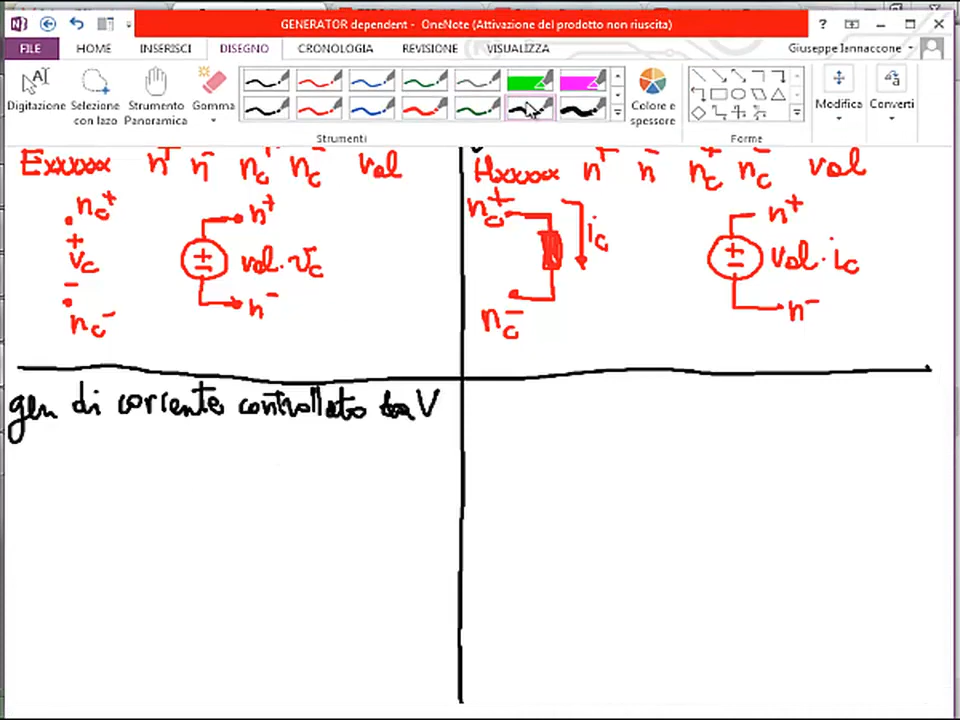 GENERATOR dependent - OneNote (Attivazione del prodotto non riuscita)
FILE HOME INSERISCI DISEGNO CRONOLOGIA REVISIONE VISUALIZZA Giuseppe Iannaccone
Digitazione Selezione con lazo Strumento Panoramica Gomma Colore e spessore Modifica Converti
Strumenti Forme
Exxxxx n+ n- nc+ nc- val
nc+
+
vc
-
nc-
n+
+
-
val·vc
n-
Hxxxxx n+ n- nc+ nc- val
nc+
ic
nc-
n+
+
-
val·ic
n-
gen di corrente controllato da V